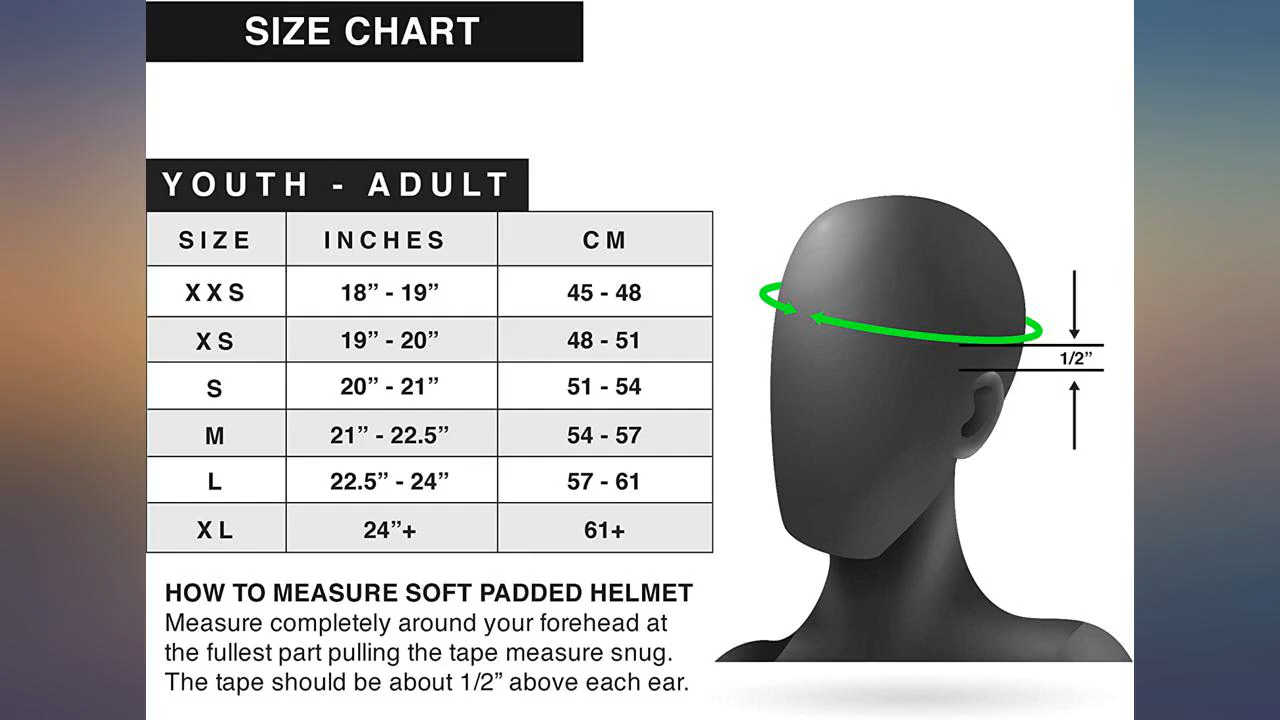 SIZE CHART
YOUTH - ADULT
SIZE INCHES CM
XXS 18” - 19” 45 - 48
XS 19” - 20” 48 - 51
S 20” - 21” 51 - 54
M 21” - 22.5” 54 - 57
L 22.5” - 24” 57 - 61
XL 24”+ 61+
1/2”
HOW TO MEASURE SOFT PADDED HELMET
Measure completely around your forehead at
the fullest part pulling the tape measure snug.
The tape should be about 1/2” above each ear.